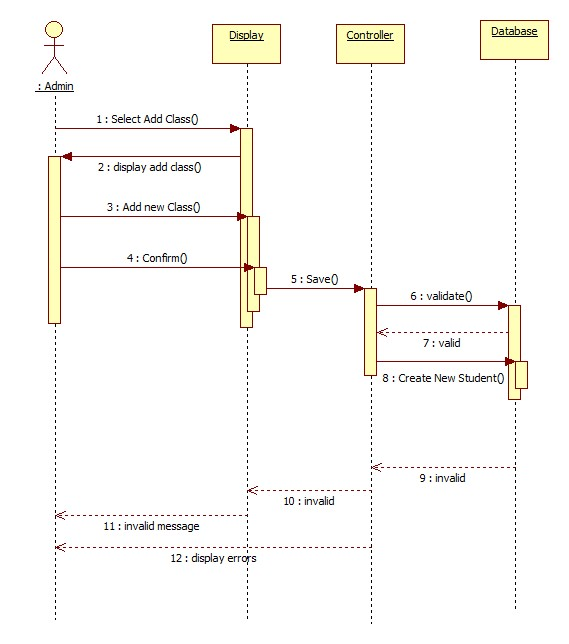 Display
Controller
Database
: Admin
1 : Select Add Class()
2 : display add class()
3 : Add new Class()
4 : Confirm()
5 : Save()
6 : validate()
7 : valid
8 : Create New Student()
9 : invalid
10 : invalid
11 : invalid message
12 : display errors